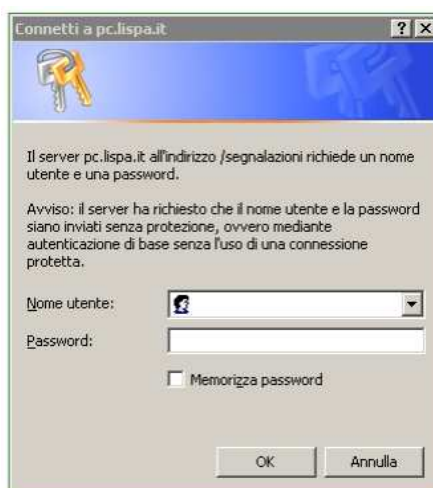 Connetti a pc.lispa.it
Il server pc.lispa.it all'indirizzo /segnalazioni richiede un nome
utente e una password.
Avviso: il server ha richiesto che il nome utente e la password
siano inviati senza protezione, ovvero mediante
autenticazione di base senza l'uso di una connessione
protetta.
Nome utente:
Password:
Memorizza password
OK Annulla